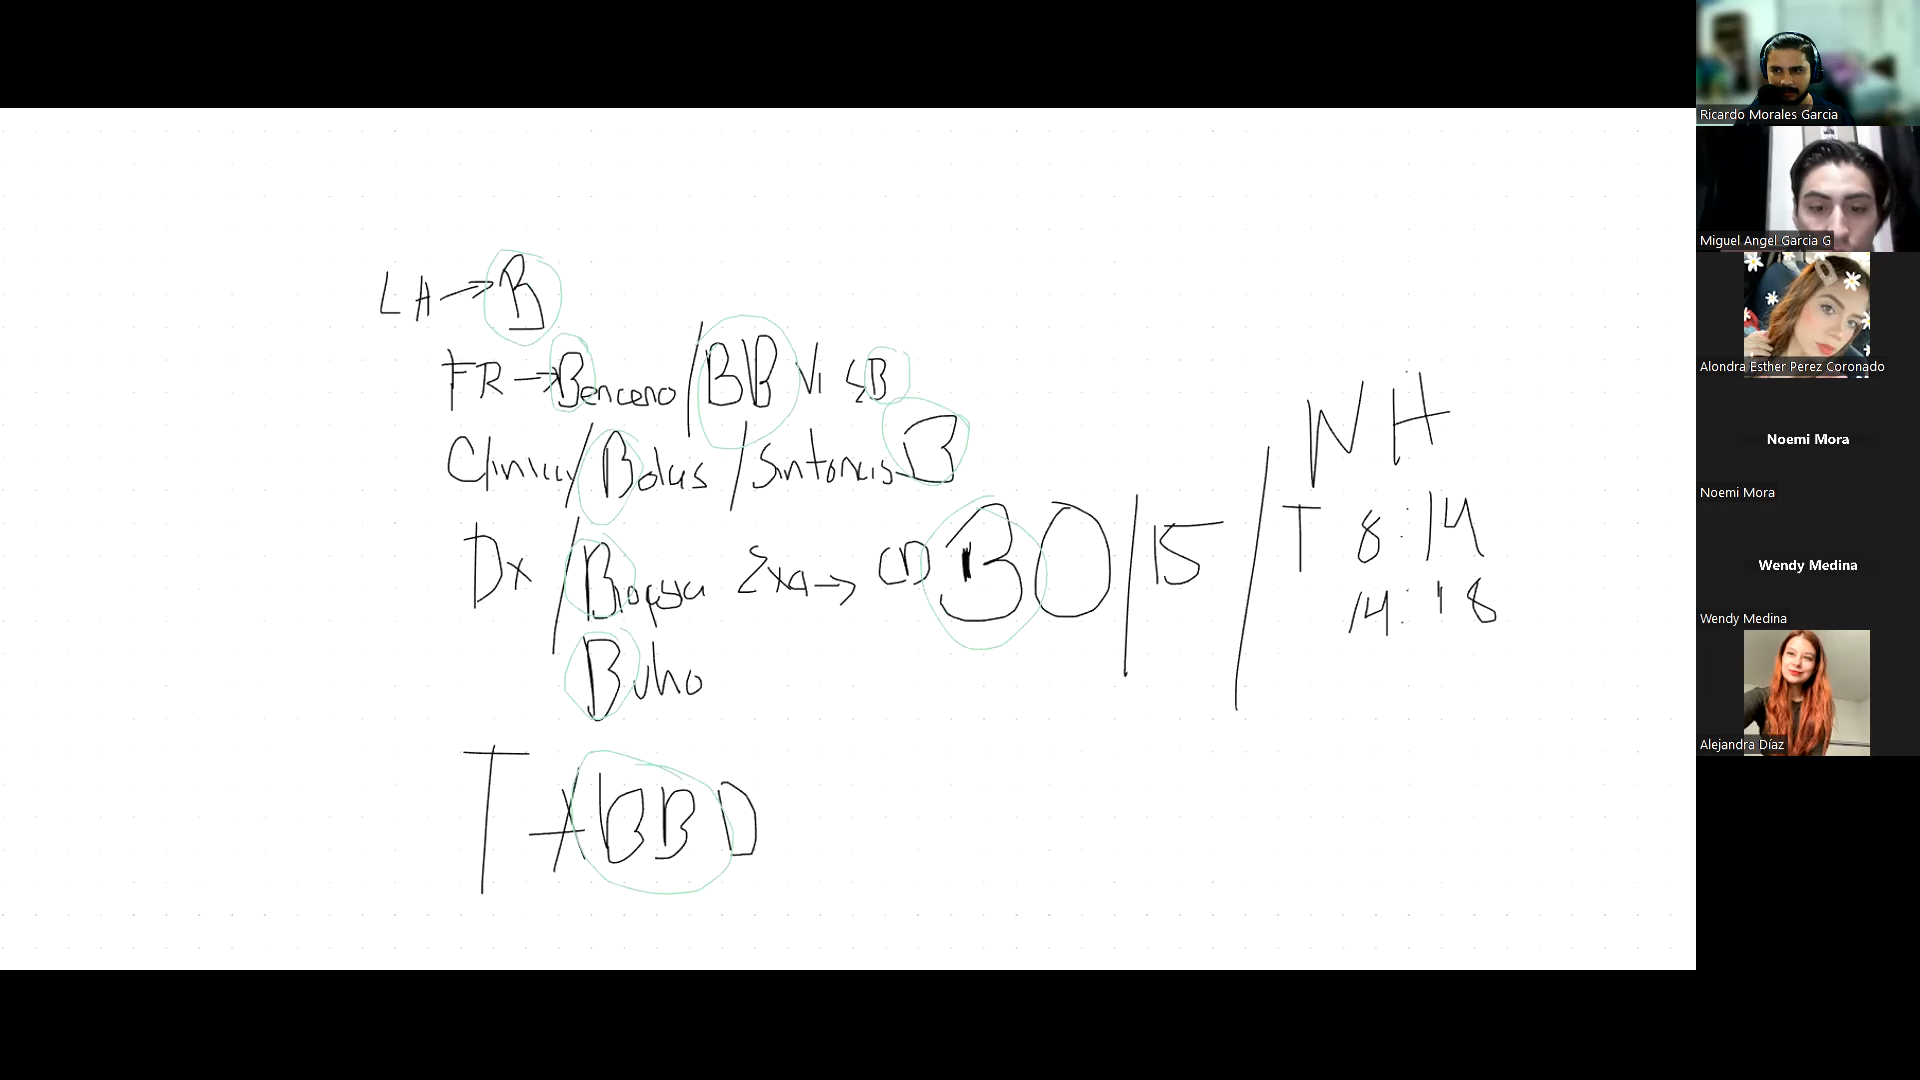 LH → B
FR → Benceno / BB Vi SB
Clinica / Bolas / Sintomas B
Dx / Biopsia Exa → CD 30 / 15 /
Buho
Tx BBD
NH
T 8:14
14:18
Ricardo Morales Garcia
Miguel Angel Garcia G
Alondra Esther Perez Coronado
Noemi Mora
Noemi Mora
Wendy Medina
Wendy Medina
Alejandra Díaz